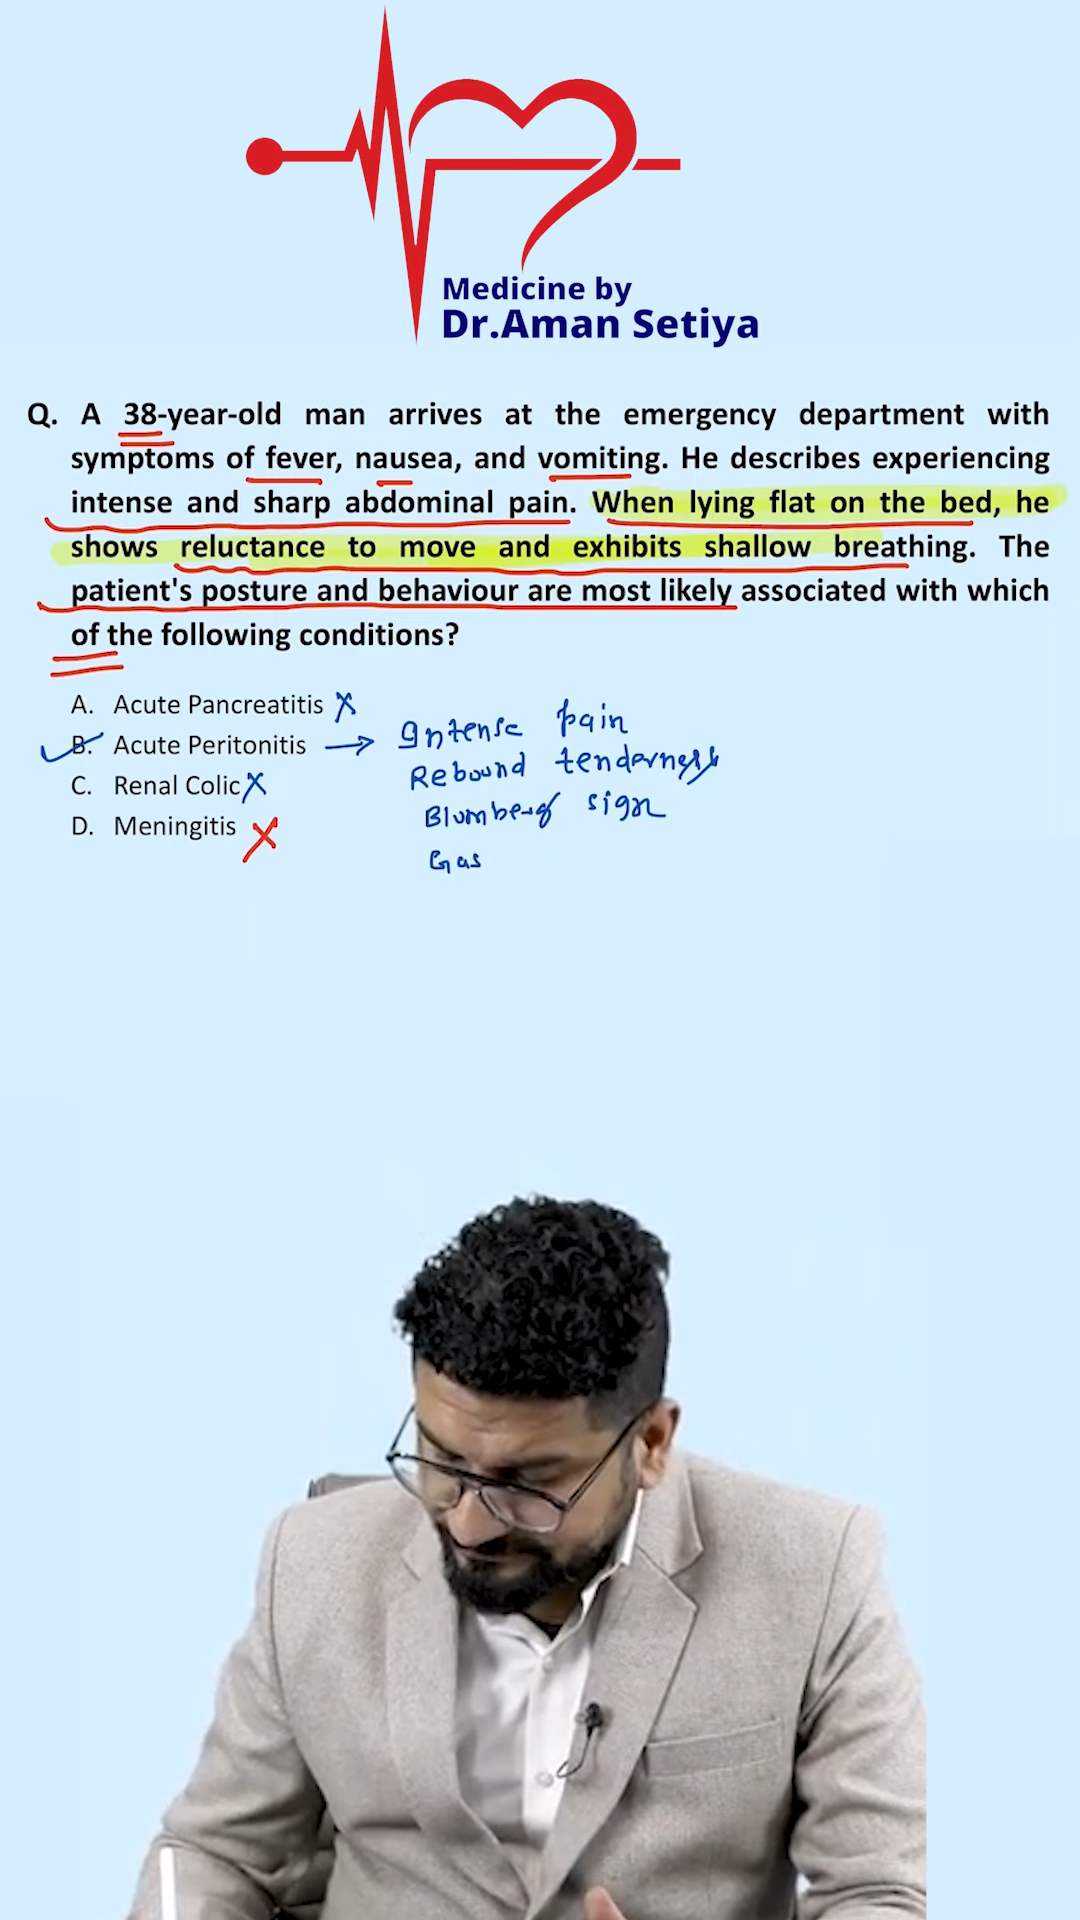 Medicine by
Dr.Aman Setiya
Q. A 38-year-old man arrives at the emergency department with
symptoms of fever, nausea, and vomiting. He describes experiencing
intense and sharp abdominal pain. When lying flat on the bed, he
shows reluctance to move and exhibits shallow breathing. The
patient's posture and behaviour are most likely associated with which
of the following conditions?
A. Acute Pancreatitis X
B. Acute Peritonitis → Intense pain
Rebound tenderness
C. Renal Colic X
Blumberg sign
D. Meningitis X
Gas